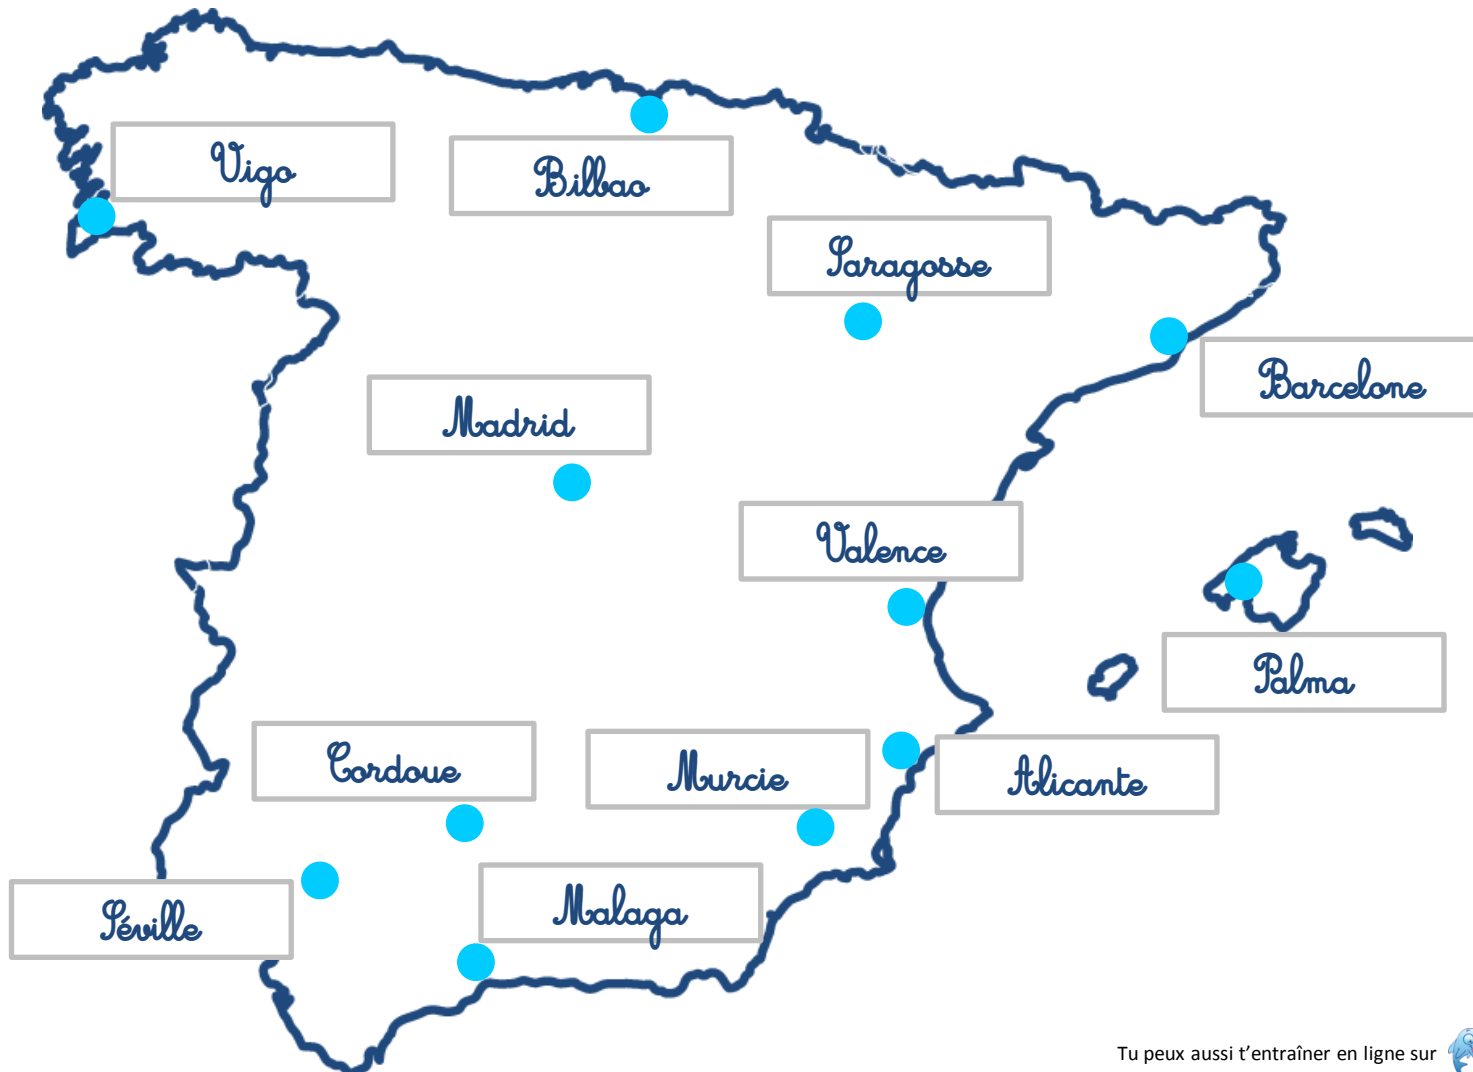 Vigo
Bilbao
Saragosse
Barcelone
Madrid
Valence
Palma
Cordoue
Murcie
Alicante
Séville
Malaga
Tu peux aussi t’entraîner en ligne sur